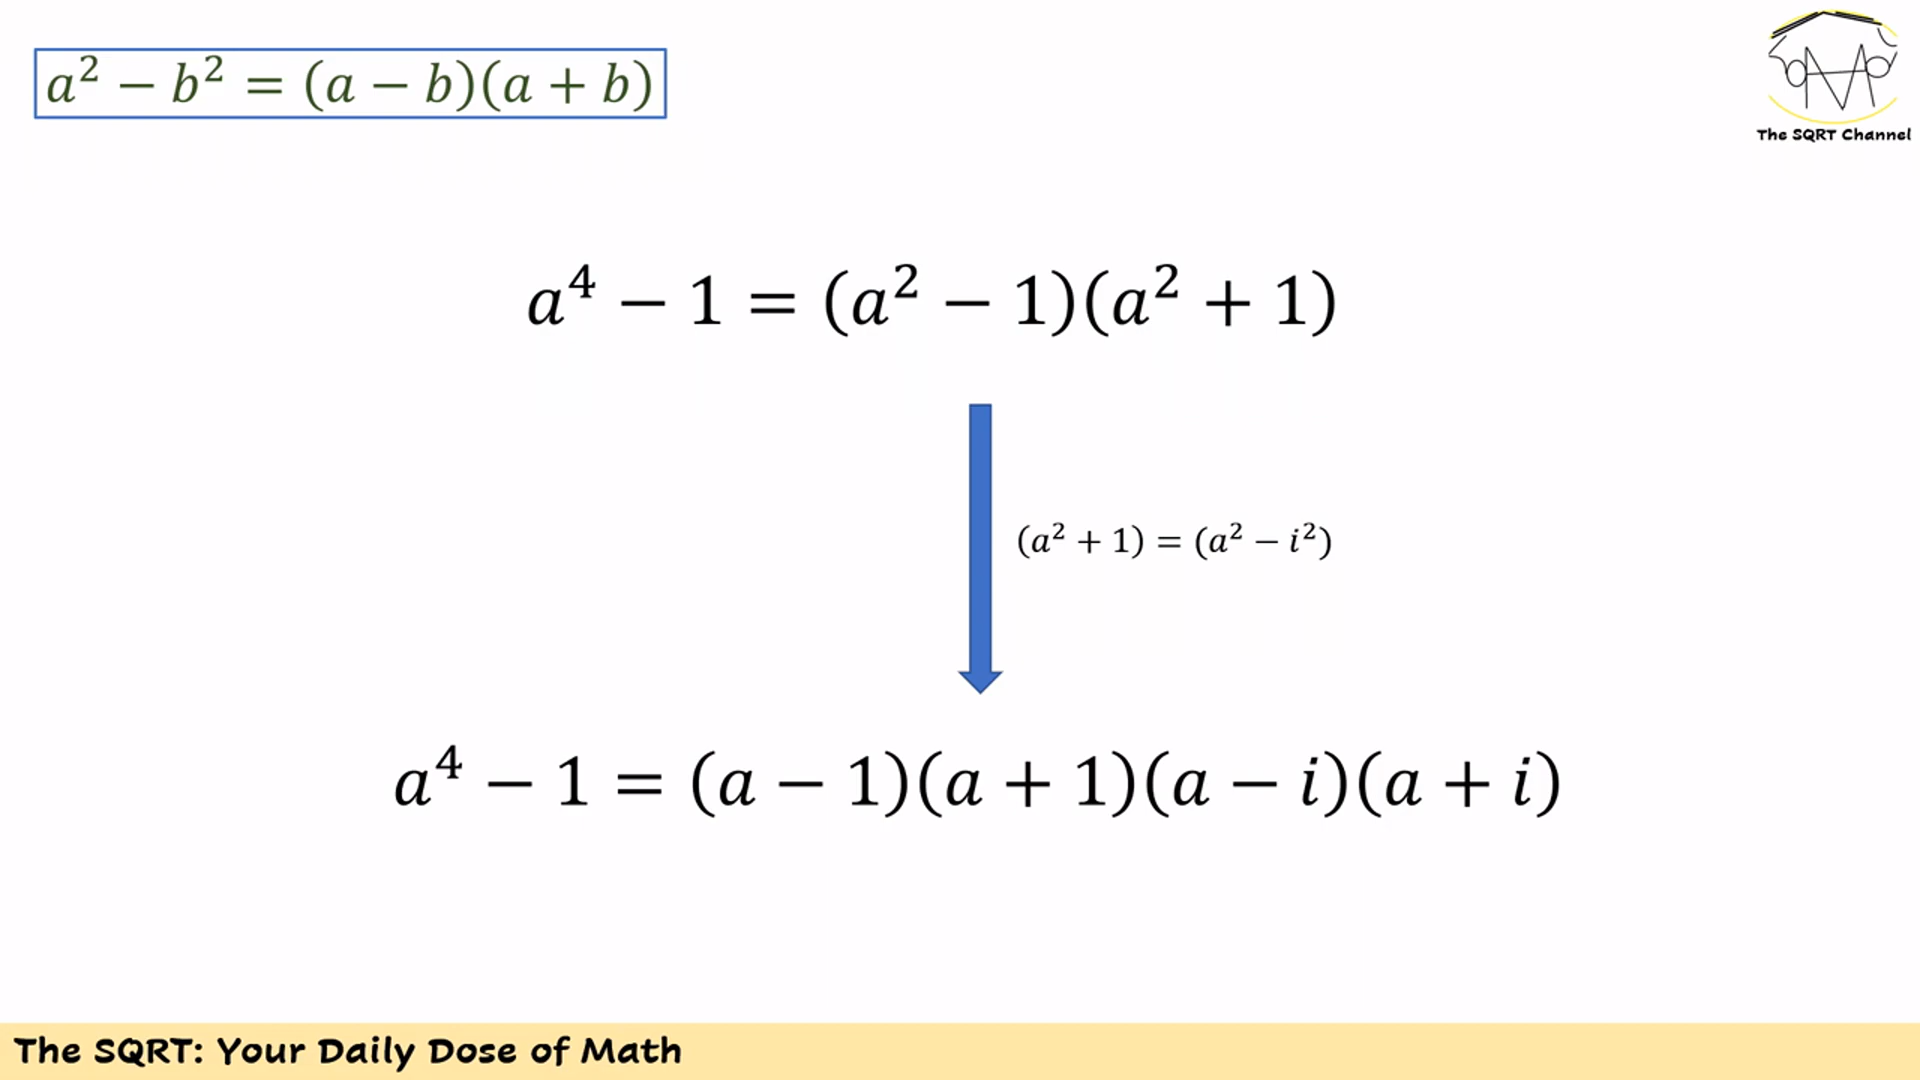 a² − b² = (a − b)(a + b)
The SQRT Channel
a⁴ − 1 = (a² − 1)(a² + 1)
(a² + 1) = (a² − i²)
a⁴ − 1 = (a − 1)(a + 1)(a − i)(a + i)
The SQRT: Your Daily Dose of Math